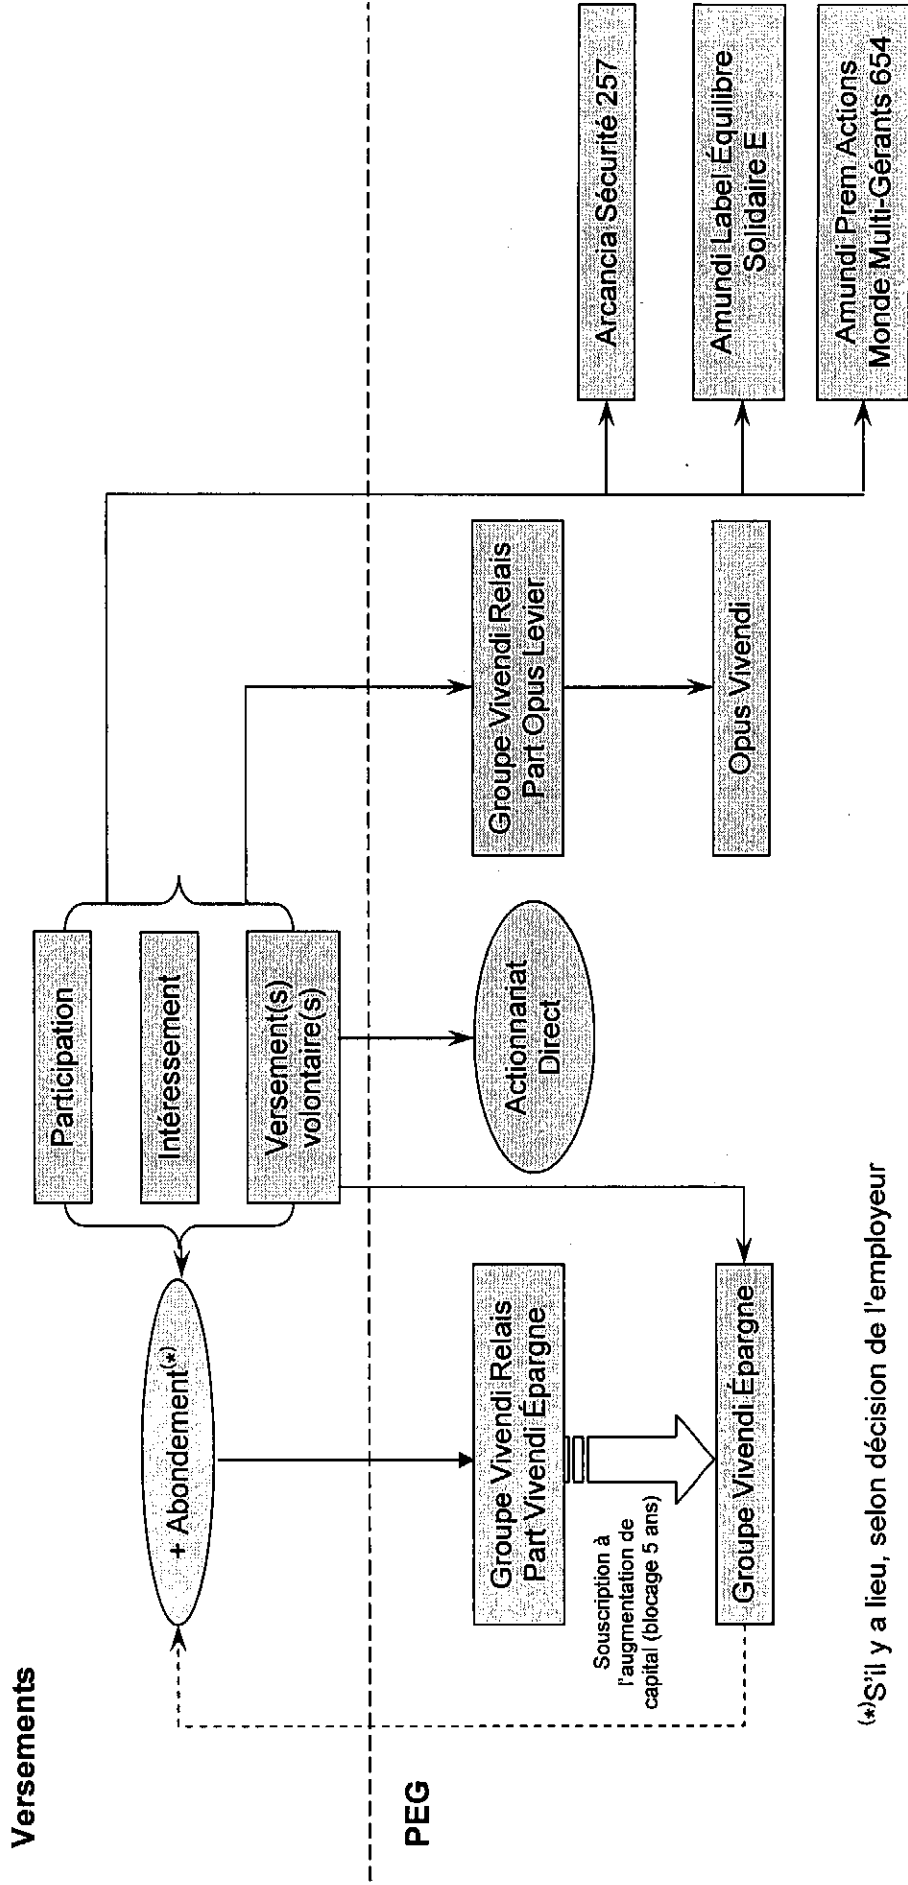 Versements
Participation
Intéressement
+ Abondement(*)
Versement(s)
volontaire(s)
PEG
Groupe Vivendi Relais
Part Vivendi Épargne
Actionnariat
Direct
Groupe Vivendi Relais
Part Opus Levier
Souscription à
l'augmentation de
capital (blocage 5 ans)
Groupe Vivendi Épargne
Opus Vivendi
Arcancia Sécurité 257
Amundi Label Equilibre
Solidaire E
Amundi Prem Actions
Monde Multi-Gérants 654
(*)S'il y a lieu, selon décision de l'employeur